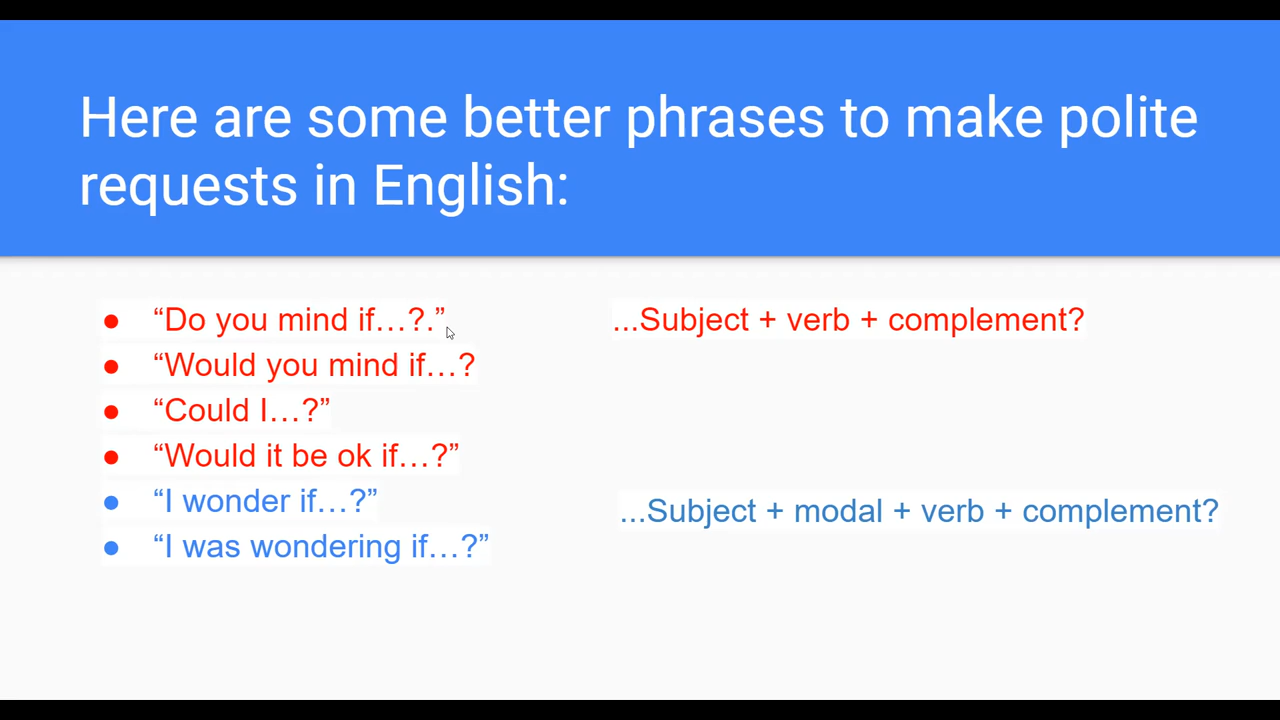 Here are some better phrases to make polite
requests in English:
● “Do you mind if…?.”
...Subject + verb + complement?
● “Would you mind if…?
● “Could I…?”
● “Would it be ok if…?”
● “I wonder if…?”
...Subject + modal + verb + complement?
● “I was wondering if…?”